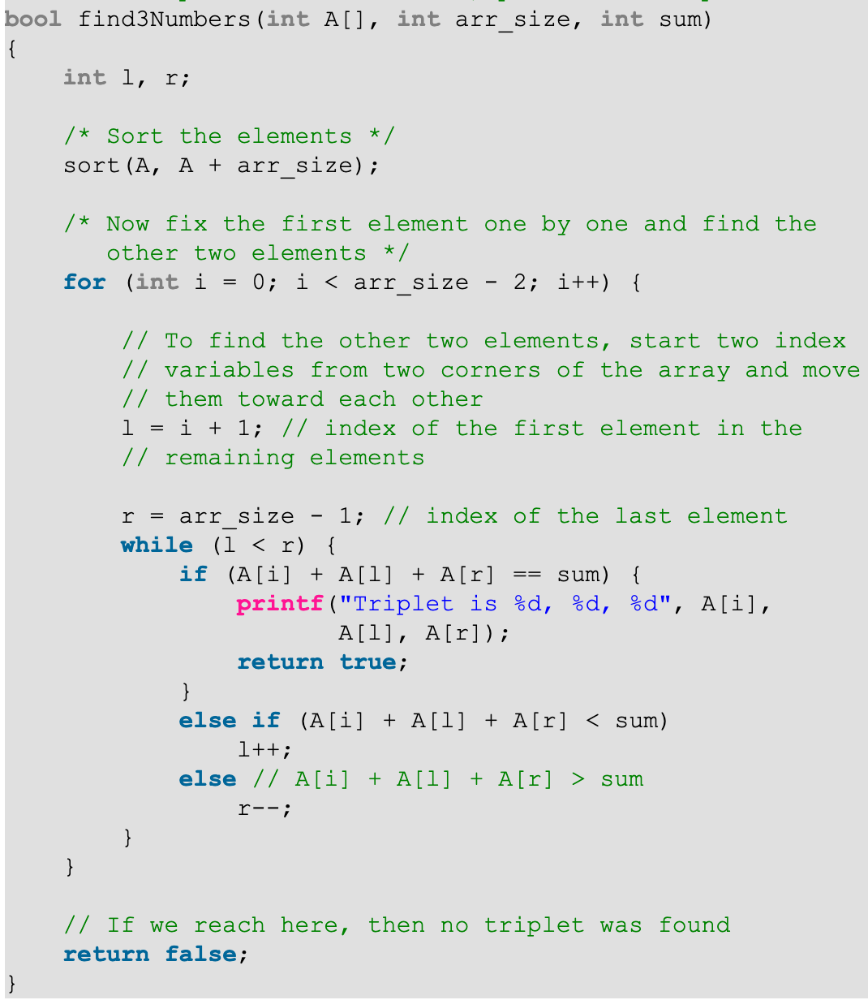 bool find3Numbers(int A[], int arr_size, int sum)
{
    int l, r;

    /* Sort the elements */
    sort(A, A + arr_size);

    /* Now fix the first element one by one and find the
       other two elements */
    for (int i = 0; i < arr_size - 2; i++) {

        // To find the other two elements, start two index
        // variables from two corners of the array and move
        // them toward each other
        l = i + 1; // index of the first element in the
        // remaining elements

        r = arr_size - 1; // index of the last element
        while (l < r) {
            if (A[i] + A[l] + A[r] == sum) {
                printf("Triplet is %d, %d, %d", A[i],
                       A[l], A[r]);
                return true;
            }
            else if (A[i] + A[l] + A[r] < sum)
                l++;
            else // A[i] + A[l] + A[r] > sum
                r--;
        }
    }

    // If we reach here, then no triplet was found
    return false;
}